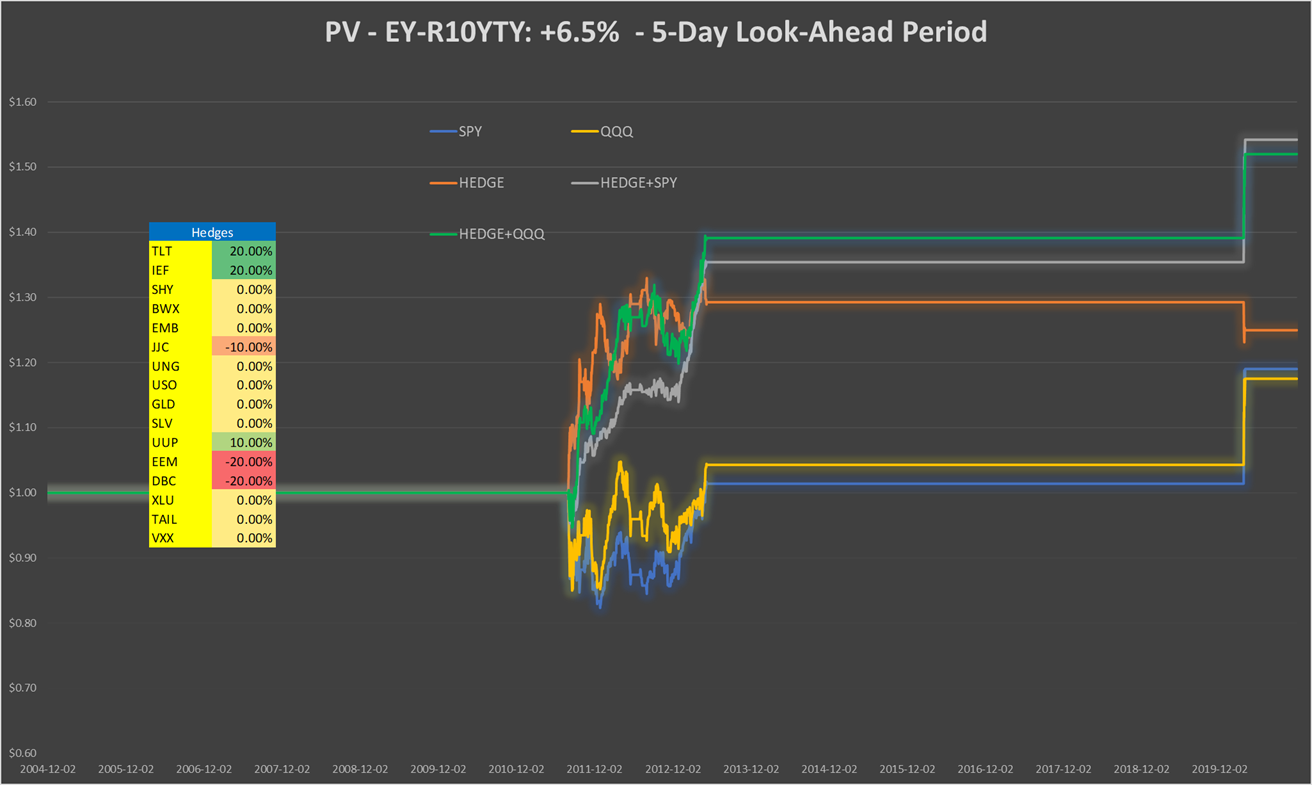 PV - EY-R10YTY: +6.5%  - 5-Day Look-Ahead Period
$1.60
$1.50
$1.40
$1.30
$1.20
$1.10
$1.00
$0.90
$0.80
$0.70
$0.60
SPY QQQ
HEDGE HEDGE+SPY
HEDGE+QQQ
Hedges
TLT 20.00%
IEF 20.00%
SHY 0.00%
BWX 0.00%
EMB 0.00%
JJC -10.00%
UNG 0.00%
USO 0.00%
GLD 0.00%
SLV 0.00%
UUP 10.00%
EEM -20.00%
DBC -20.00%
XLU 0.00%
TAIL 0.00%
VXX 0.00%
2004-12-02 2005-12-02 2006-12-02 2007-12-02 2008-12-02 2009-12-02 2010-12-02 2011-12-02 2012-12-02 2013-12-02 2014-12-02 2015-12-02 2016-12-02 2017-12-02 2018-12-02 2019-12-02